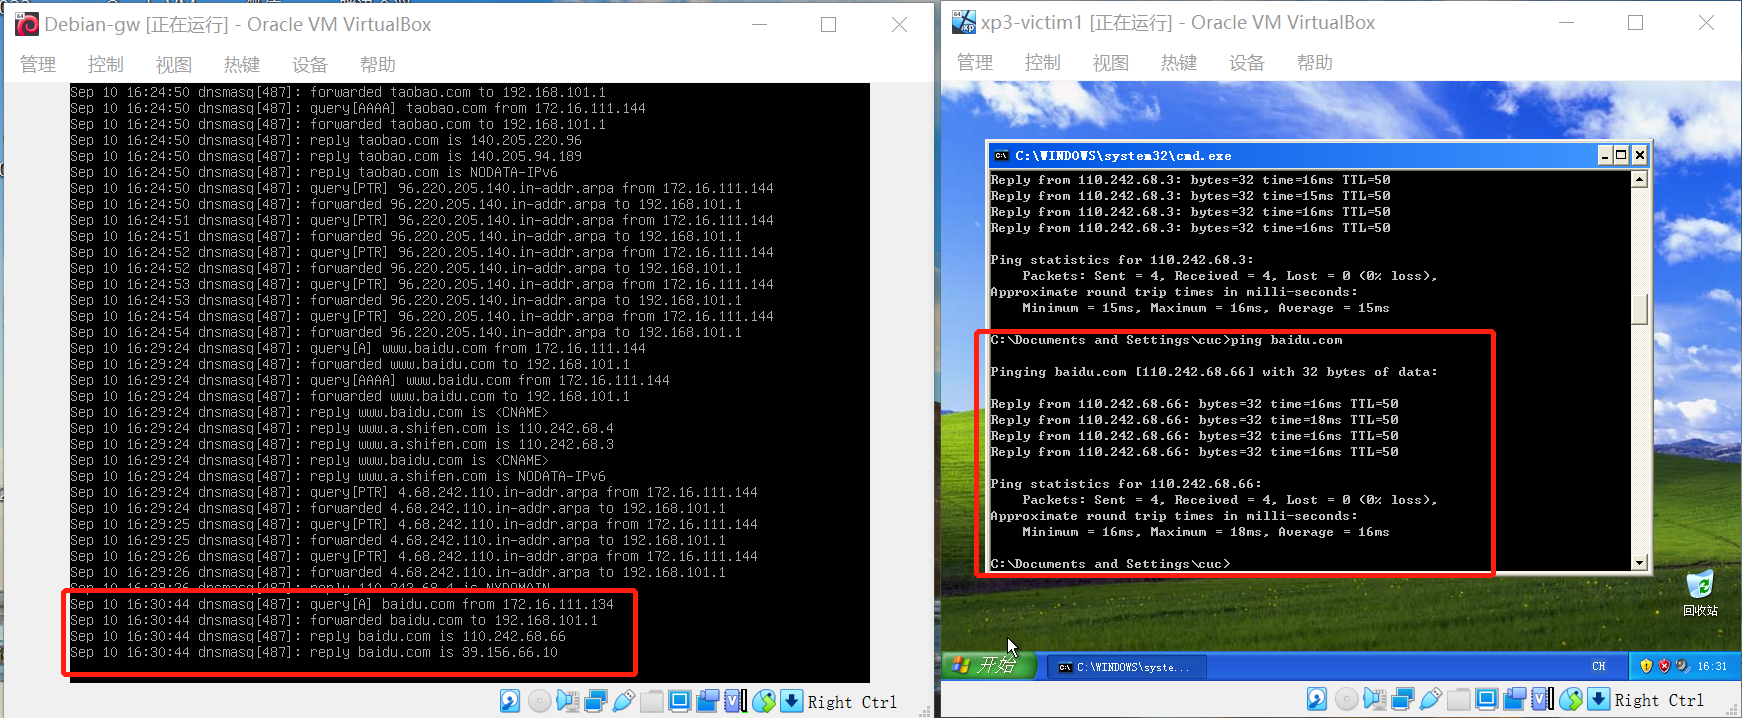 Debian-gw [正在运行] - Oracle VM VirtualBox
管理 控制 视图 热键 设备 帮助
Sep 10 16:24:50 dnsmasq[487]: forwarded taobao.com to 192.168.101.1
Sep 10 16:24:50 dnsmasq[487]: query[AAAA] taobao.com from 172.16.111.144
Sep 10 16:24:50 dnsmasq[487]: forwarded taobao.com to 192.168.101.1
Sep 10 16:24:50 dnsmasq[487]: reply taobao.com is 140.205.220.96
Sep 10 16:24:50 dnsmasq[487]: reply taobao.com is 140.205.94.189
Sep 10 16:24:50 dnsmasq[487]: reply taobao.com is NODATA-IPv6
Sep 10 16:24:50 dnsmasq[487]: query[PTR] 96.220.205.140.in-addr.arpa from 172.16.111.144
Sep 10 16:24:50 dnsmasq[487]: forwarded 96.220.205.140.in-addr.arpa to 192.168.101.1
Sep 10 16:24:51 dnsmasq[487]: query[PTR] 96.220.205.140.in-addr.arpa from 172.16.111.144
Sep 10 16:24:51 dnsmasq[487]: forwarded 96.220.205.140.in-addr.arpa to 192.168.101.1
Sep 10 16:24:52 dnsmasq[487]: query[PTR] 96.220.205.140.in-addr.arpa from 172.16.111.144
Sep 10 16:24:52 dnsmasq[487]: forwarded 96.220.205.140.in-addr.arpa to 192.168.101.1
Sep 10 16:24:53 dnsmasq[487]: query[PTR] 96.220.205.140.in-addr.arpa from 172.16.111.144
Sep 10 16:24:53 dnsmasq[487]: forwarded 96.220.205.140.in-addr.arpa to 192.168.101.1
Sep 10 16:24:54 dnsmasq[487]: query[PTR] 96.220.205.140.in-addr.arpa from 172.16.111.144
Sep 10 16:24:54 dnsmasq[487]: forwarded 96.220.205.140.in-addr.arpa to 192.168.101.1
Sep 10 16:29:24 dnsmasq[487]: query[A] www.baidu.com from 172.16.111.144
Sep 10 16:29:24 dnsmasq[487]: forwarded www.baidu.com to 192.168.101.1
Sep 10 16:29:24 dnsmasq[487]: query[AAAA] www.baidu.com from 172.16.111.144
Sep 10 16:29:24 dnsmasq[487]: forwarded www.baidu.com to 192.168.101.1
Sep 10 16:29:24 dnsmasq[487]: reply www.baidu.com is <CNAME>
Sep 10 16:29:24 dnsmasq[487]: reply www.a.shifen.com is 110.242.68.4
Sep 10 16:29:24 dnsmasq[487]: reply www.a.shifen.com is 110.242.68.3
Sep 10 16:29:24 dnsmasq[487]: reply www.baidu.com is <CNAME>
Sep 10 16:29:24 dnsmasq[487]: reply www.a.shifen.com is NODATA-IPv6
Sep 10 16:29:24 dnsmasq[487]: query[PTR] 4.68.242.110.in-addr.arpa from 172.16.111.144
Sep 10 16:29:24 dnsmasq[487]: forwarded 4.68.242.110.in-addr.arpa to 192.168.101.1
Sep 10 16:29:25 dnsmasq[487]: query[PTR] 4.68.242.110.in-addr.arpa from 172.16.111.144
Sep 10 16:29:25 dnsmasq[487]: forwarded 4.68.242.110.in-addr.arpa to 192.168.101.1
Sep 10 16:29:26 dnsmasq[487]: query[PTR] 4.68.242.110.in-addr.arpa from 172.16.111.144
Sep 10 16:29:26 dnsmasq[487]: forwarded 4.68.242.110.in-addr.arpa to 192.168.101.1
Sep 10 16:29:26 dnsmasq[487]: reply 110.242.68.4 is NXDOMAIN
Sep 10 16:30:44 dnsmasq[487]: query[A] baidu.com from 172.16.111.134
Sep 10 16:30:44 dnsmasq[487]: forwarded baidu.com to 192.168.101.1
Sep 10 16:30:44 dnsmasq[487]: reply baidu.com is 110.242.68.66
Sep 10 16:30:44 dnsmasq[487]: reply baidu.com is 39.156.66.10
Right Ctrl
xp3-victim1 [正在运行] - Oracle VM VirtualBox
管理 控制 视图 热键 设备 帮助
C:\WINDOWS\system32\cmd.exe
Reply from 110.242.68.3: bytes=32 time=16ms TTL=50
Reply from 110.242.68.3: bytes=32 time=15ms TTL=50
Reply from 110.242.68.3: bytes=32 time=16ms TTL=50
Reply from 110.242.68.3: bytes=32 time=16ms TTL=50
Ping statistics for 110.242.68.3:
Packets: Sent = 4, Received = 4, Lost = 0 (0% loss),
Approximate round trip times in milli-seconds:
Minimum = 15ms, Maximum = 16ms, Average = 15ms
C:\Documents and Settings\cuc>ping baidu.com
Pinging baidu.com [110.242.68.66] with 32 bytes of data:
Reply from 110.242.68.66: bytes=32 time=16ms TTL=50
Reply from 110.242.68.66: bytes=32 time=18ms TTL=50
Reply from 110.242.68.66: bytes=32 time=16ms TTL=50
Reply from 110.242.68.66: bytes=32 time=16ms TTL=50
Ping statistics for 110.242.68.66:
Packets: Sent = 4, Received = 4, Lost = 0 (0% loss),
Approximate round trip times in milli-seconds:
Minimum = 16ms, Maximum = 18ms, Average = 16ms
C:\Documents and Settings\cuc>
回收站
开始 C:\WINDOWS\syste... CH 16:31
Right Ctrl